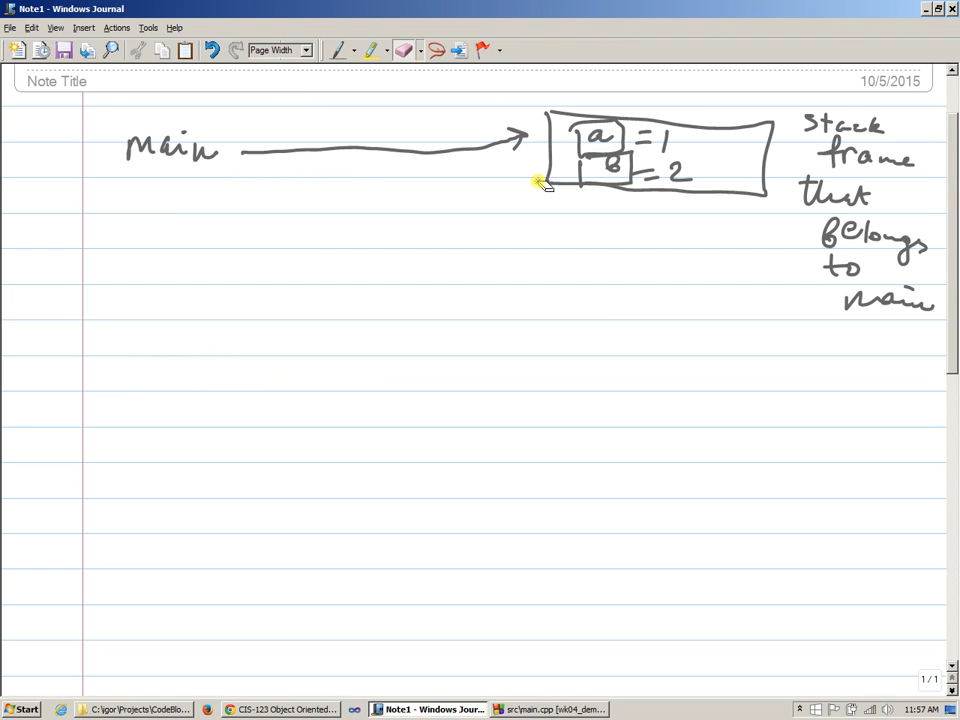 Note1 - Windows Journal
File Edit View Insert Actions Tools Help
Page Width
Note Title 10/5/2015
main
a = 1
b = 2
stack
frame
that
belongs
to
main
1/1
Start C:\igor\Projects\CodeBlo... CIS-123 Object Oriented... Note1 - Windows Jour... src\main.cpp [wk04_dem... 11:57 AM